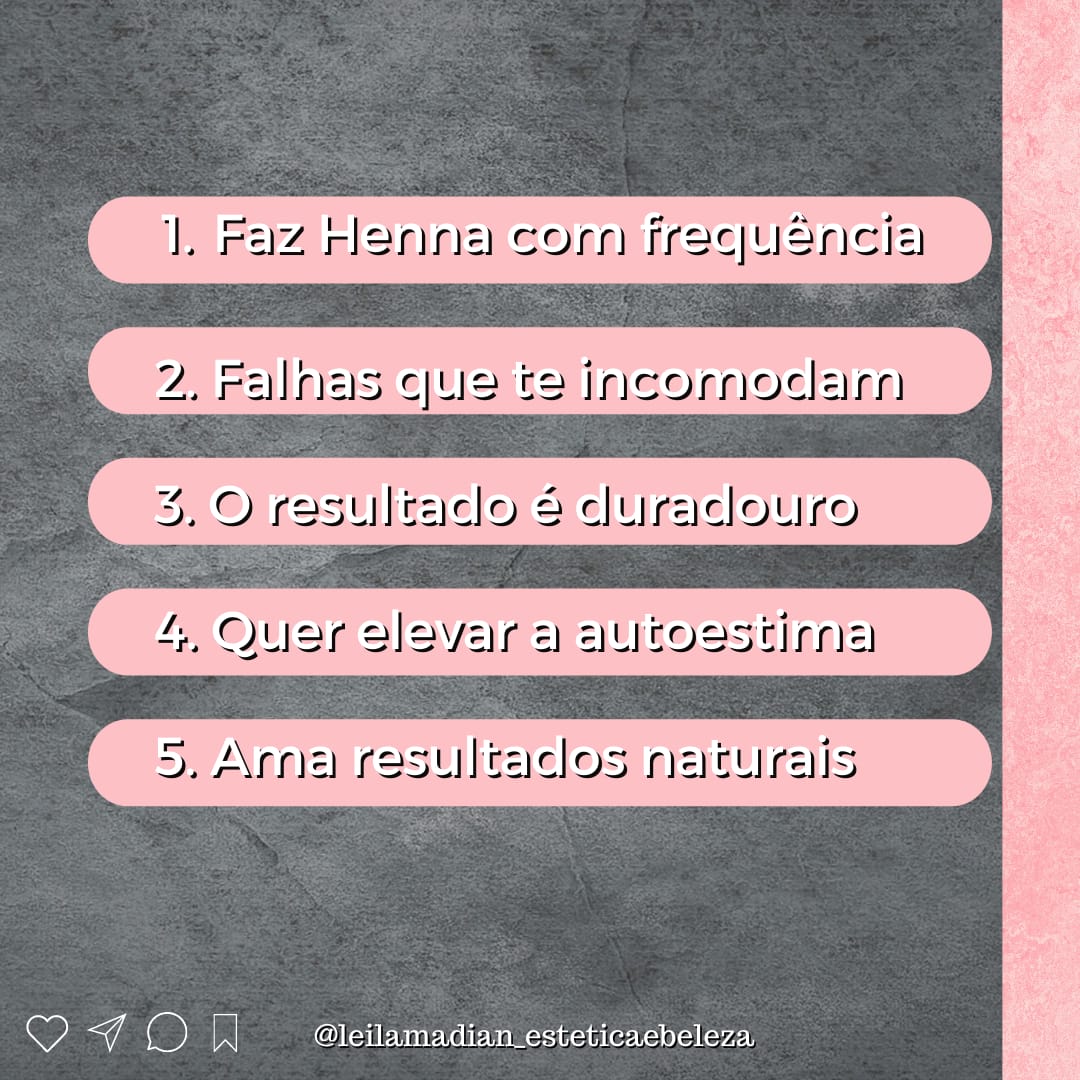 1. Faz Henna com frequência
2. Falhas que te incomodam
3. O resultado é duradouro
4. Quer elevar a autoestima
5. Ama resultados naturais
@leilamadian_esteticaebeleza